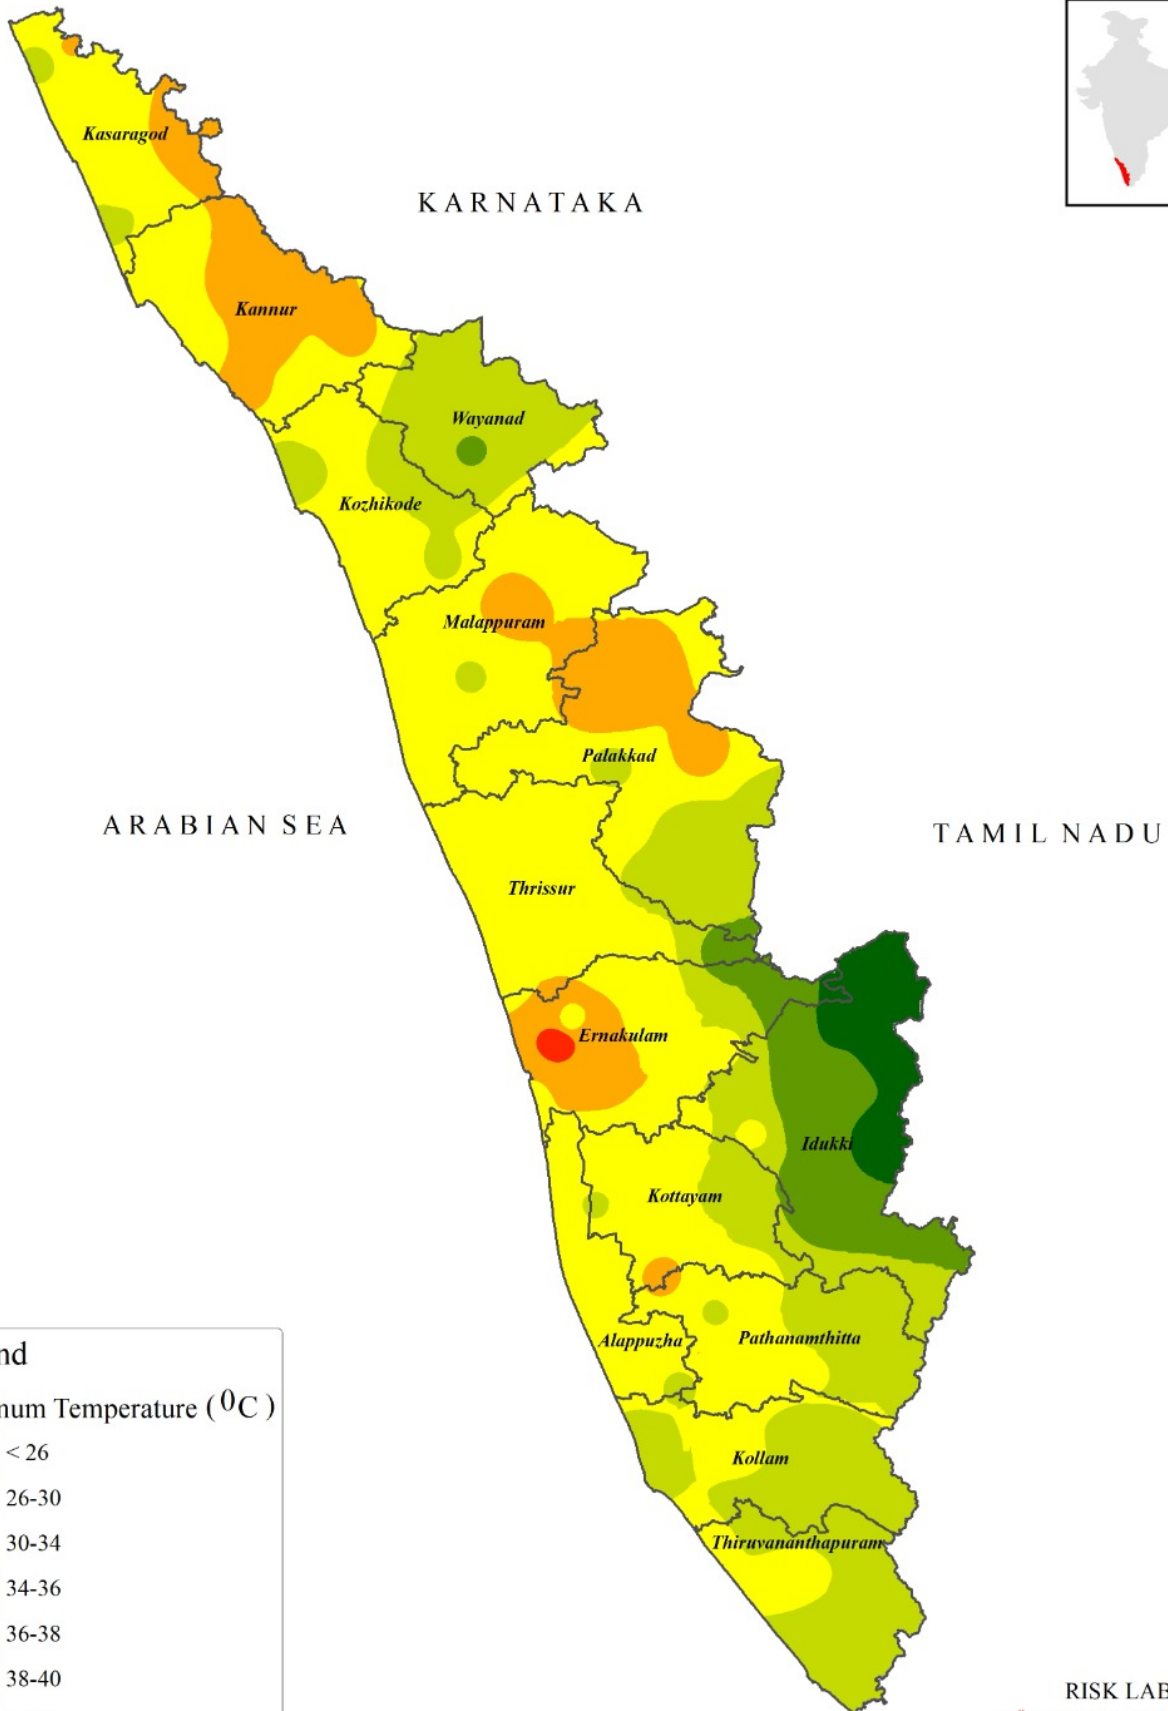 Kasaragod
KARNATAKA
Kannur
Wayanad
Kozhikode
Malappuram
Palakkad
ARABIAN SEA
TAMIL NADU
Thrissur
Ernakulam
Idukki
Kottayam
Alappuzha
Pathanamthitta
Kollam
Thiruvananthapuram
nd
num Temperature (⁰C)
< 26
26-30
30-34
34-36
36-38
38-40
RISK LAB